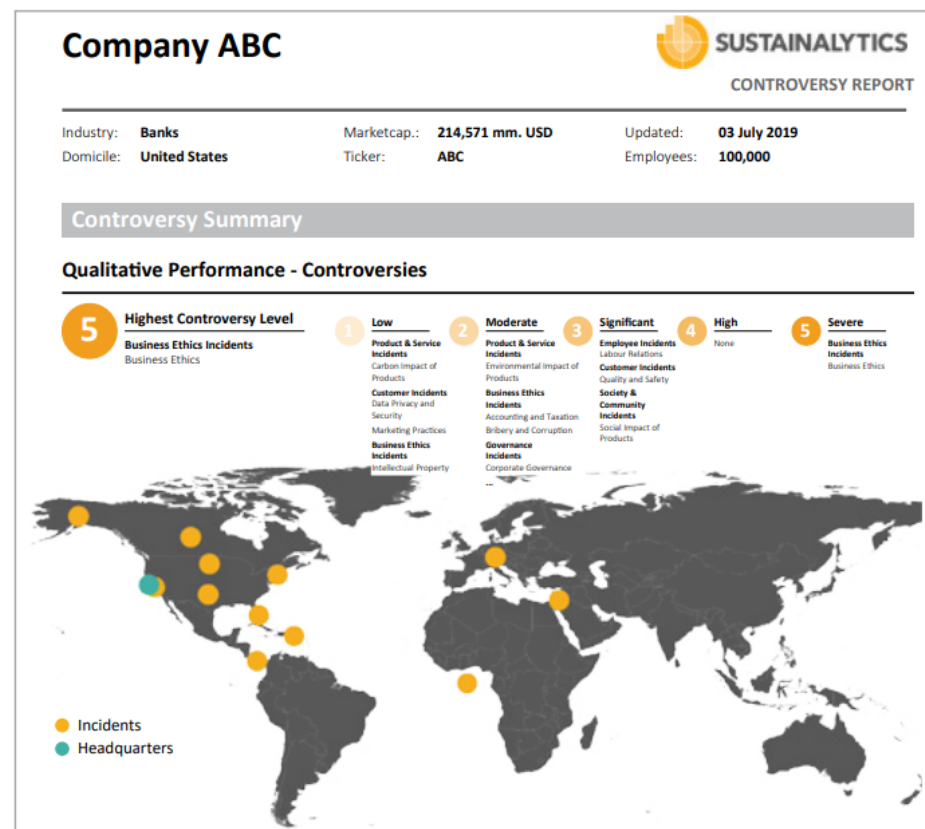 Company ABC
SUSTAINALYTICS
CONTROVERSY REPORT
Industry: Banks
Marketcap.: 214,571 mm. USD
Updated: 03 July 2019
Domicile: United States
Ticker: ABC
Employees: 100,000
Controversy Summary
Qualitative Performance - Controversies
5
Highest Controversy Level
Business Ethics Incidents
Business Ethics
1
Low
Product & Service
Incidents
Carbon Impact of
Products
Customer Incidents
Data Privacy and
Security
Marketing Practices
Business Ethics
Incidents
Intellectual Property
2
Moderate
Product & Service
Incidents
Environmental Impact of
Products
Business Ethics
Incidents
Accounting and Taxation
Bribery and Corruption
Governance
Incidents
Corporate Governance
...
3
Significant
Employee Incidents
Labour Relations
Customer Incidents
Quality and Safety
Society &
Community
Incidents
Social Impact of
Products
4
High
None
5
Severe
Business Ethics
Incidents
Business Ethics
Incidents
Headquarters